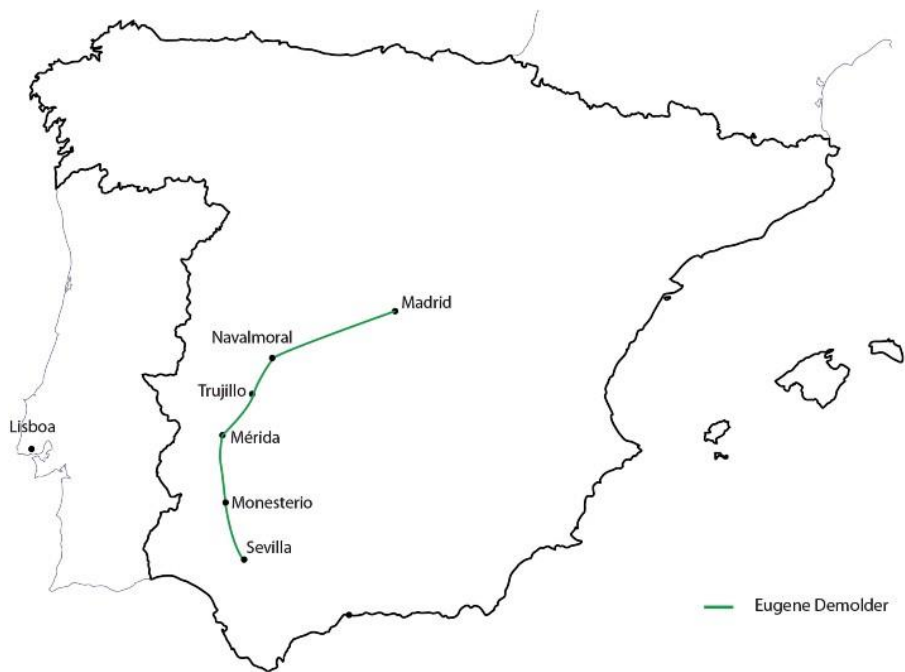 Madrid
Navalmoral
Trujillo
Lisboa
Mérida
Monesterio
Sevilla
Eugene Demolder